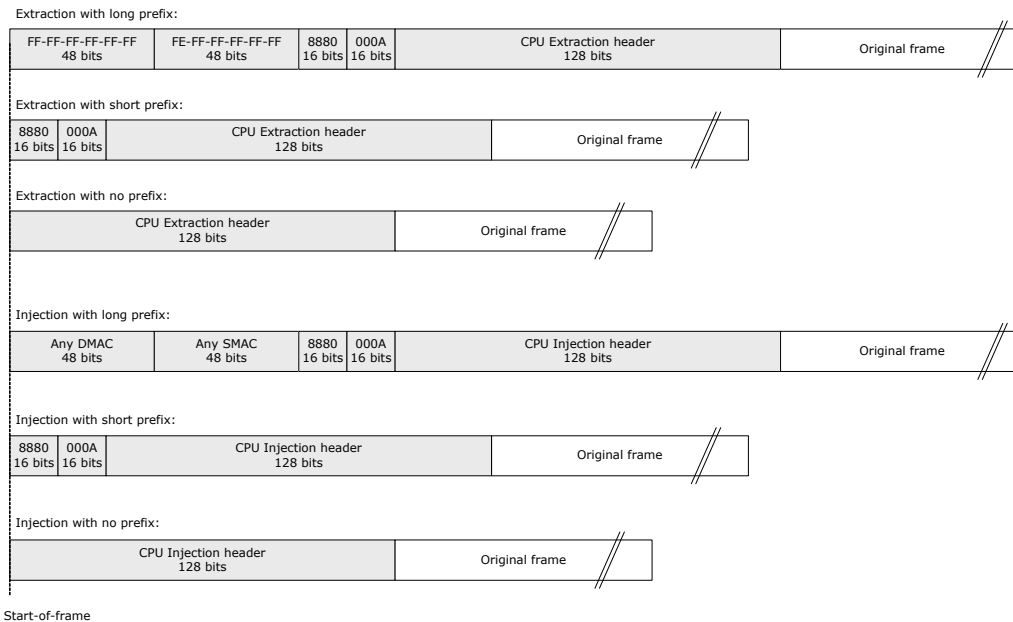 Extraction with long prefix:
FF-FF-FF-FF-FF-FF FE-FF-FF-FF-FF-FF 8880 000A CPU Extraction header Original frame
48 bits 48 bits 16 bits 16 bits 128 bits
Extraction with short prefix:
8880 000A CPU Extraction header Original frame
16 bits 16 bits 128 bits
Extraction with no prefix:
CPU Extraction header Original frame
128 bits
Injection with long prefix:
Any DMAC Any SMAC 8880 000A CPU Injection header Original frame
48 bits 48 bits 16 bits 16 bits 128 bits
Injection with short prefix:
8880 000A CPU Injection header Original frame
16 bits 16 bits 128 bits
Injection with no prefix:
CPU Injection header Original frame
128 bits
Start-of-frame